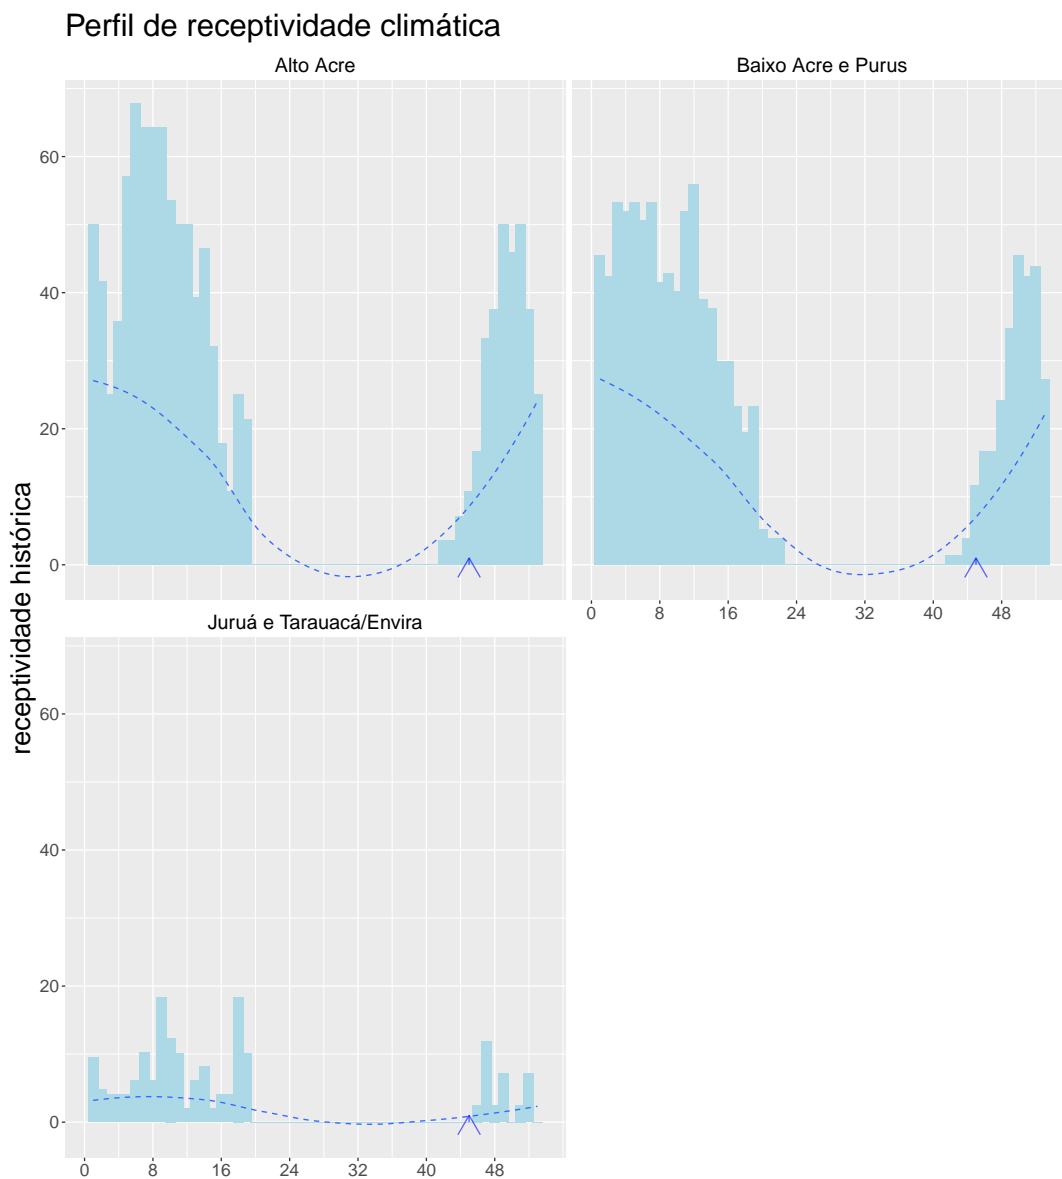 Perfil de receptividade climática
Alto Acre
Baixo Acre e Purus
60
40
20
0
0 8 16 24 32 40 48
receptividade histórica
Juruá e Tarauacá/Envira
60
40
20
0
0 8 16 24 32 40 48